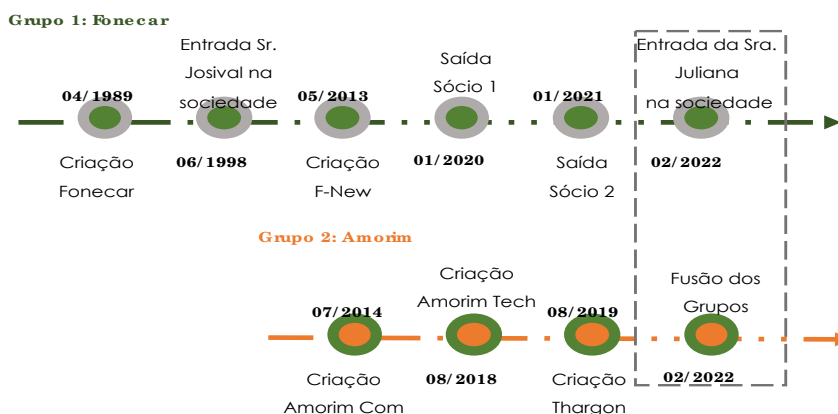 Grupo 1: Fonecar
04/1989
Criação
Fonecar
Entrada Sr.
Josival na
sociedade
06/1998
05/2013
Criação
F-New
Saída
Sócio 1
01/2020
01/2021
Saída
Sócio 2
Entrada da Sra.
Juliana
na sociedade
02/2022
Grupo 2: Amorim
07/2014
Criação
Amorim Com
Criação
Amorim Tech
08/2018
08/2019
Criação
Thargon
Fusão dos
Grupos
02/2022